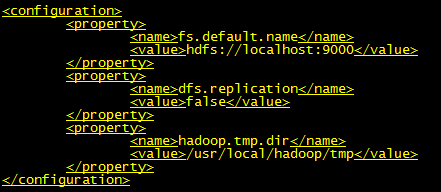 <configuration>
<property>
<name>fs.default.name</name>
<value>hdfs://localhost:9000</value>
</property>
<property>
<name>dfs.replication</name>
<value>false</value>
</property>
<property>
<name>hadoop.tmp.dir</name>
<value>/usr/local/hadoop/tmp</value>
</property>
</configuration>